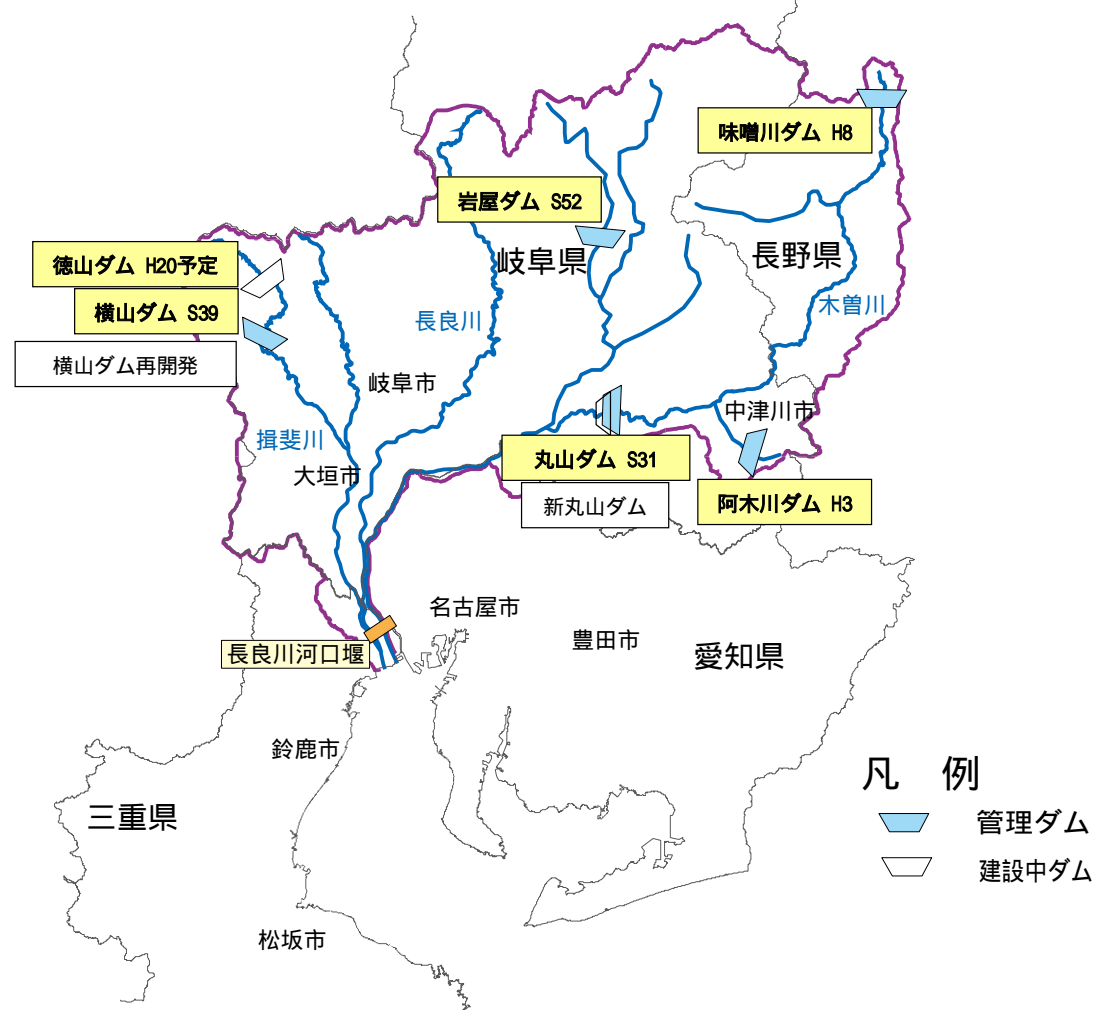 味噌川ダム H8
岩屋ダム S52
岐阜県
長野県
徳山ダム H20予定
横山ダム S39
木曽川
長良川
横山ダム再開発
岐阜市
中津川市
揖斐川
大垣市
丸山ダム S31
新丸山ダム
阿木川ダム H3
名古屋市
長良川河口堰
豊田市
愛知県
鈴鹿市
凡 例
三重県
管理ダム
建設中ダム
松坂市